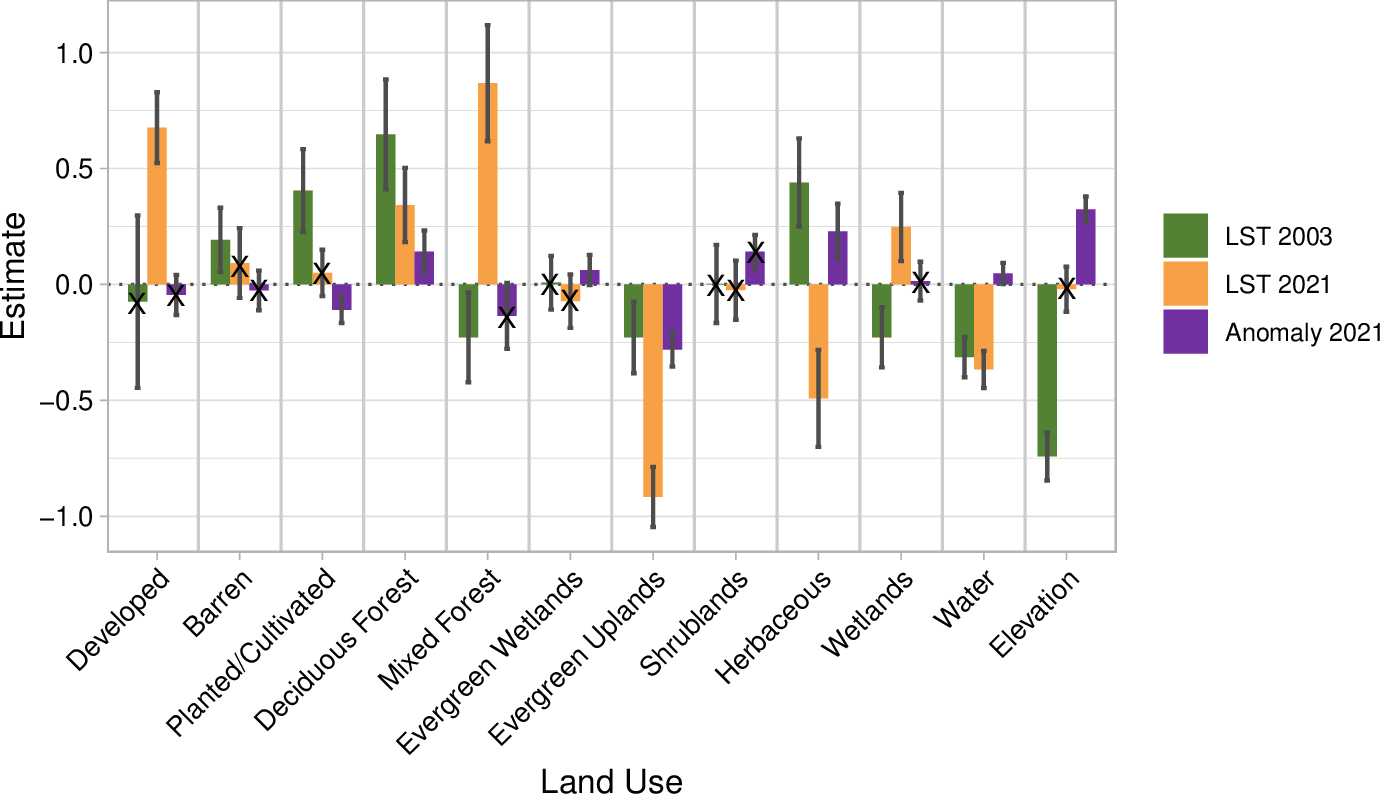 Estimate
1.0
0.5
0.0
−0.5
−1.0
X X X X X X X X X X X X X X
Developed
Barren
Planted/Cultivated
Deciduous Forest
Mixed Forest
Evergreen Wetlands
Evergreen Uplands
Shrublands
Herbaceous
Wetlands
Water
Elevation
Land Use
LST 2003
LST 2021
Anomaly 2021